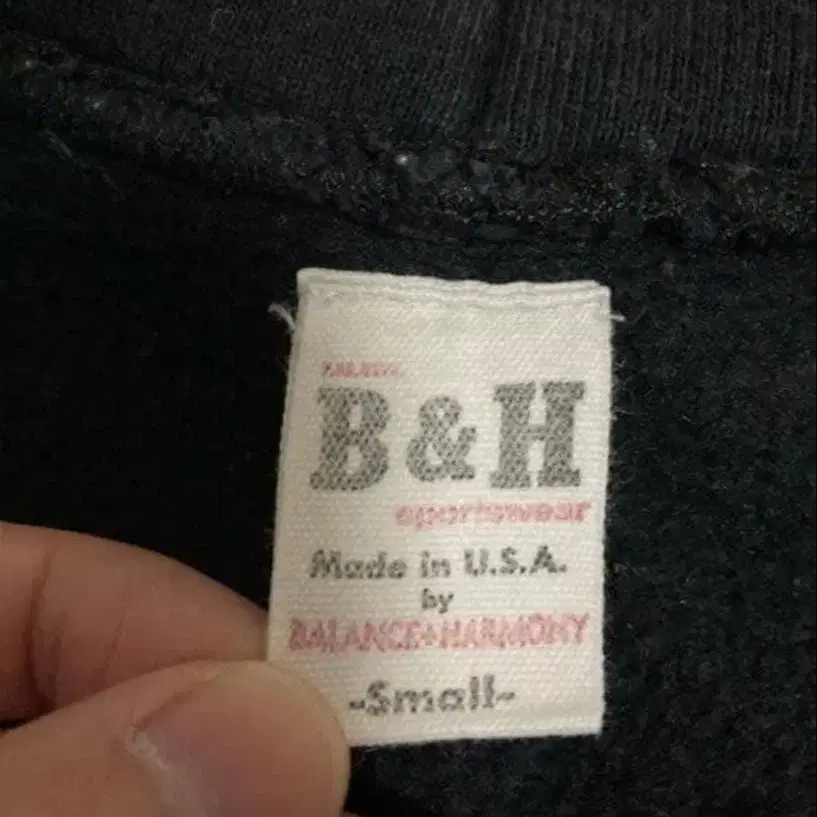 B & H
sportswear
Made in U.S.A.
by
BALANCE+HARMONY
-Small-